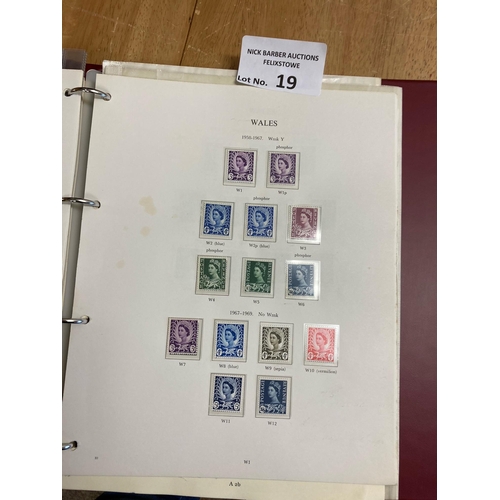 NICK BARBER AUCTIONS
FELIXSTOWE
Lot No. 19
WALES
1958-1967 Wmk Y
phosphor
W1 W1p
phosphor
W2 (blue) W2p (blue) W3
phosphor phosphor
W4 W5 W6
1967-1969. No Wmk
W7 W8 (blue) W9 (sepia) W10 (vermilion)
W11 W12
W1